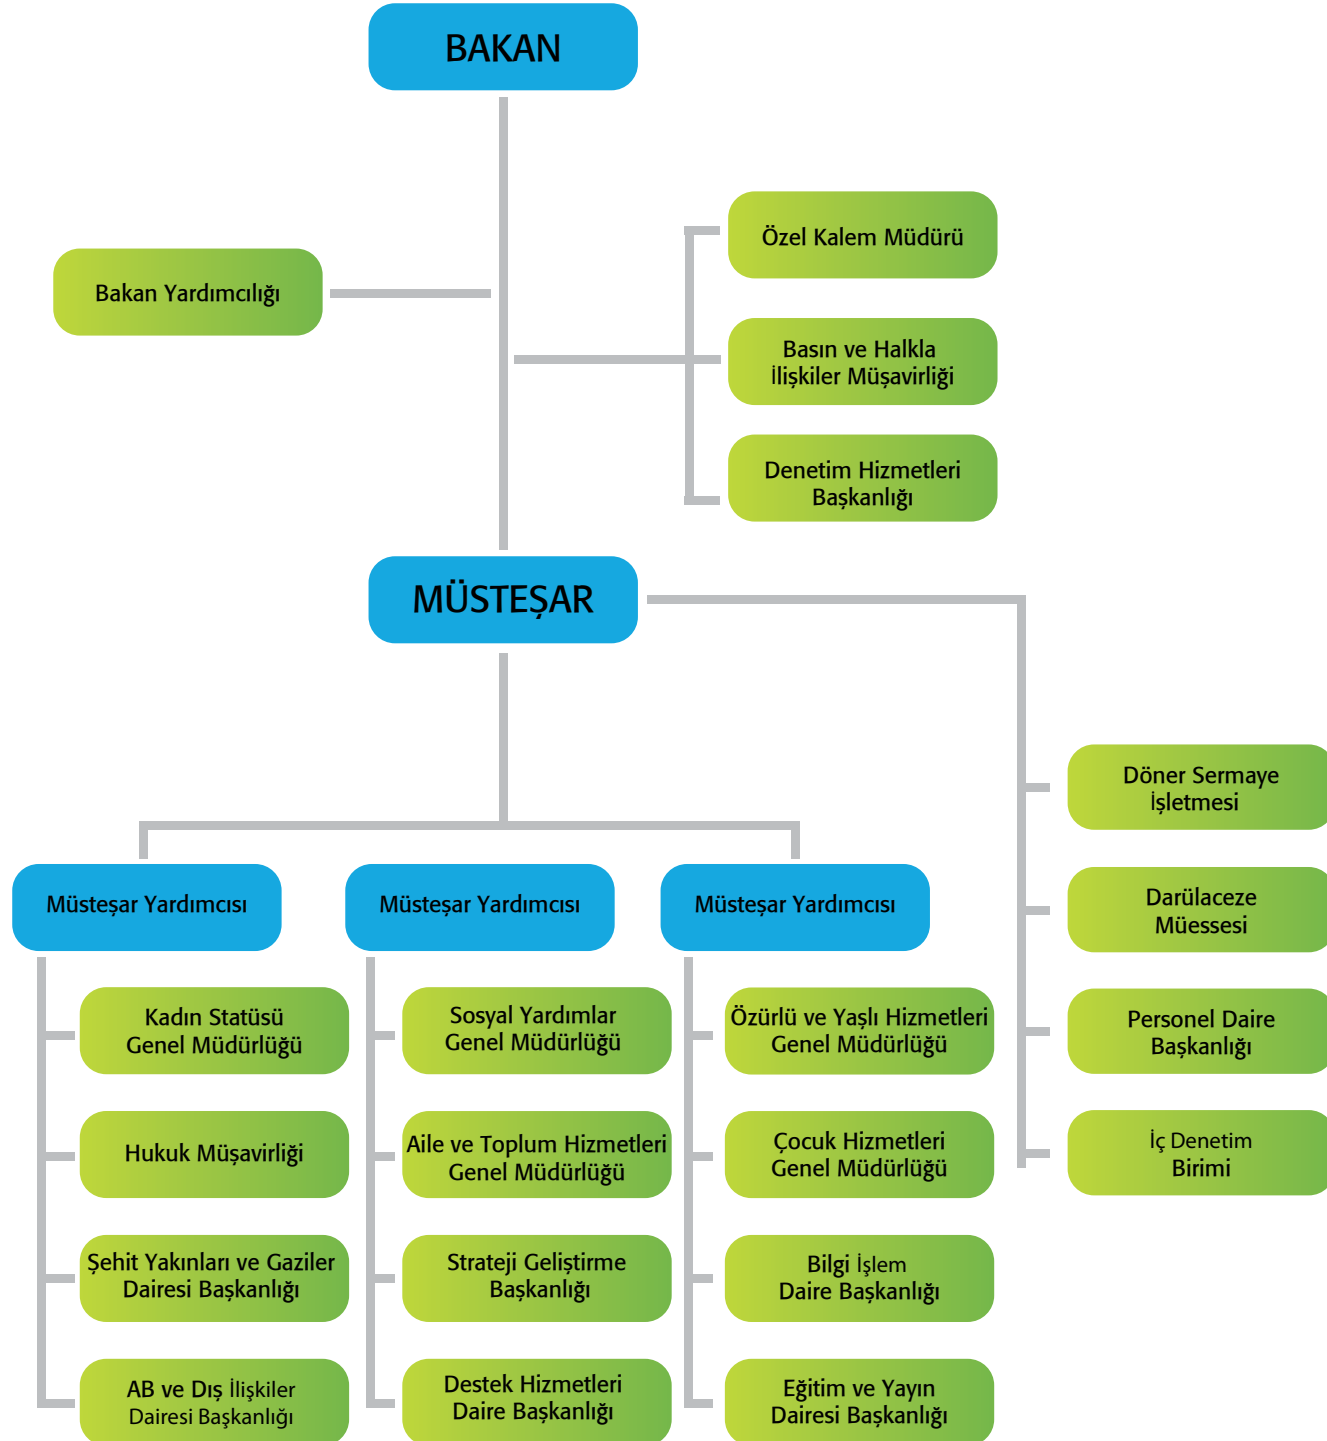 BAKAN
Özel Kalem Müdürü
Bakan Yardımcılığı
Basın ve Halkla
İlişkiler Müşavirliği
Denetim Hizmetleri
Başkanlığı
MÜSTEŞAR
Döner Sermaye
İşletmesi
Darülaceze
Müessesi
Personel Daire
Başkanlığı
İç Denetim
Birimi
Müsteşar Yardımcısı
Kadın Statüsü
Genel Müdürlüğü
Hukuk Müşavirliği
Şehit Yakınları ve Gaziler
Dairesi Başkanlığı
AB ve Dış İlişkiler
Dairesi Başkanlığı
Müsteşar Yardımcısı
Sosyal Yardımlar
Genel Müdürlüğü
Aile ve Toplum Hizmetleri
Genel Müdürlüğü
Strateji Geliştirme
Başkanlığı
Destek Hizmetleri
Daire Başkanlığı
Müsteşar Yardımcısı
Özürlü ve Yaşlı Hizmetleri
Genel Müdürlüğü
Çocuk Hizmetleri
Genel Müdürlüğü
Bilgi İşlem
Daire Başkanlığı
Eğitim ve Yayın
Dairesi Başkanlığı